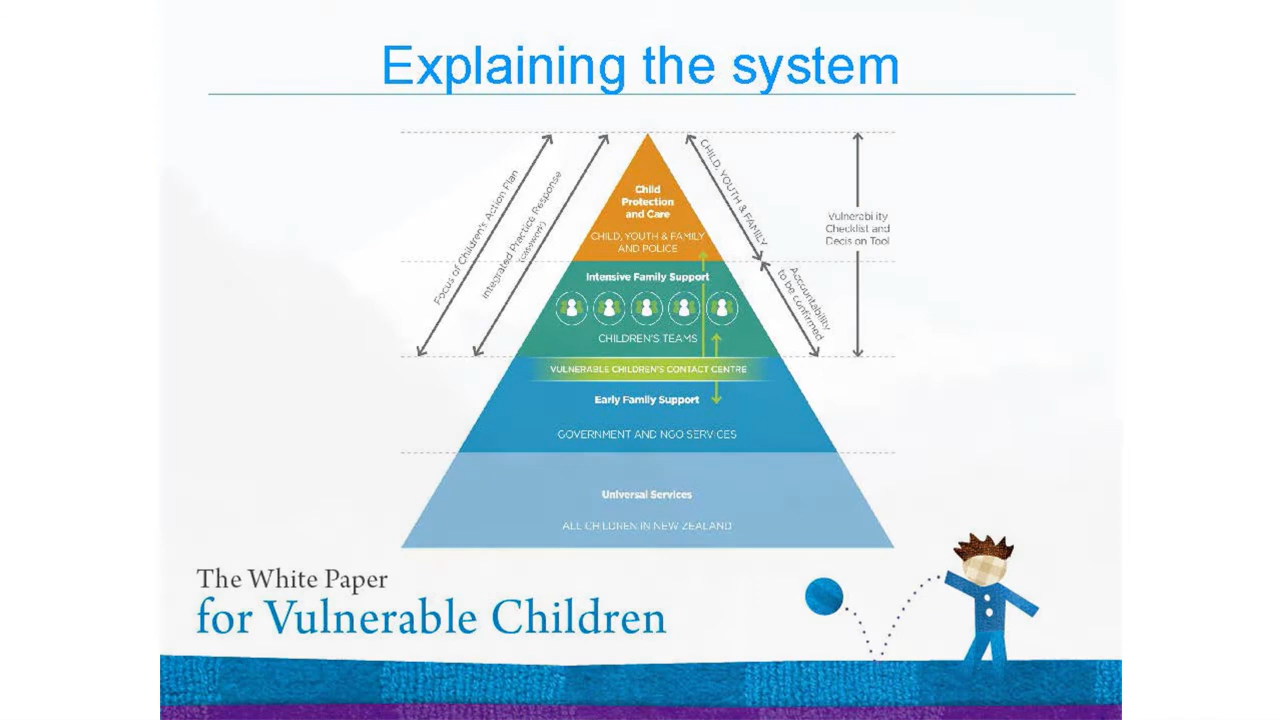 Explaining the system
Focus of Children's Action Plan
Integrated Practice Response
(casework)
Child
Protection
and Care
CHILD, YOUTH & FAMILY
AND POLICE
CHILD, YOUTH & FAMILY
Accountability
to be confirmed
Vulnerability
Checklist and
Decision Tool
Intensive Family Support
CHILDREN'S TEAMS
VULNERABLE CHILDREN'S CONTACT CENTRE
Early Family Support
GOVERNMENT AND NGO SERVICES
Universal Services
ALL CHILDREN IN NEW ZEALAND
The White Paper
for Vulnerable Children